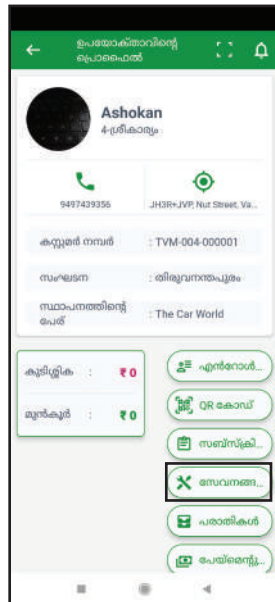 ഉപയോക്താവിന്റെ
പ്രൊഫൈൽ
Ashokan
4-ശ്രീകാര്യം
9497439356
JH3R+JVP, Nut Street, Va...
കസ്റ്റമർ നമ്പർ : TVM-004-000001
സംഘടന : തിരുവനന്തപുരം
സ്ഥാപനത്തിന്റെ
പേര് : The Car World
കുടിശ്ശിക : ₹ 0
മുൻകൂർ : ₹ 0
എൻറോൾ...
QR കോഡ്
സബ്സ്ക്രി...
സേവനങ്ങ...
പരാതികൾ
പേയ്മെന്റു...